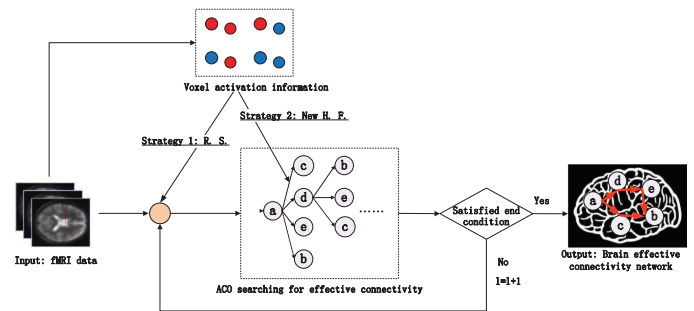 Voxel activation information
Strategy 1: R. S.
Strategy 2: New H. F.
a
c
d
e
b
b
e
c
......
Satisfied end
condition
Yes
No
l=l+1
d
e
a
b
c
Input: fMRI data
ACO searching for effective connectivity
Output: Brain effective
connectivity network